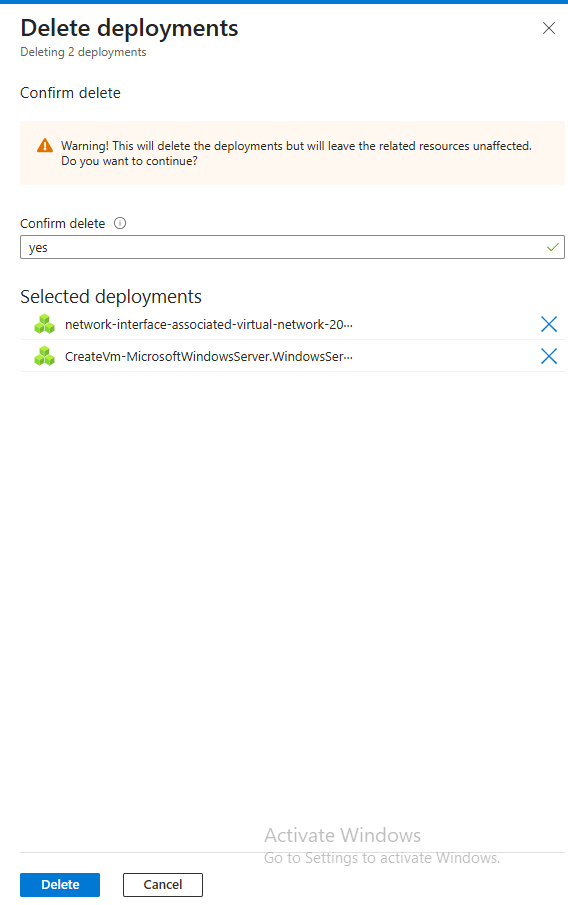 Delete deployments
Deleting 2 deployments
Confirm delete
Warning! This will delete the deployments but will leave the related resources unaffected.
Do you want to continue?
Confirm delete
yes
Selected deployments
network-interface-associated-virtual-network-20···
CreateVm-MicrosoftWindowsServer.WindowsSer···
Activate Windows
Go to Settings to activate Windows.
Delete
Cancel